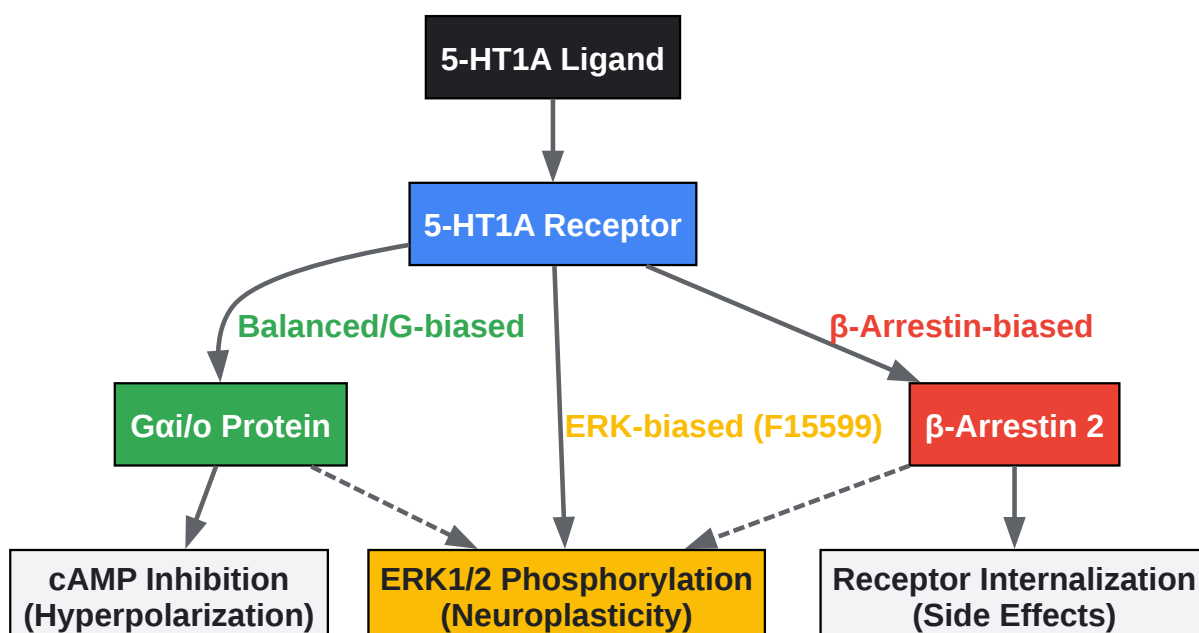 5-HT1A Ligand
5-HT1A Receptor
Balanced/G-biased
β-Arrestin-biased
Gαi/o Protein
ERK-biased (F15599)
β-Arrestin 2
cAMP Inhibition
(Hyperpolarization)
ERK1/2 Phosphorylation
(Neuroplasticity)
Receptor Internalization
(Side Effects)